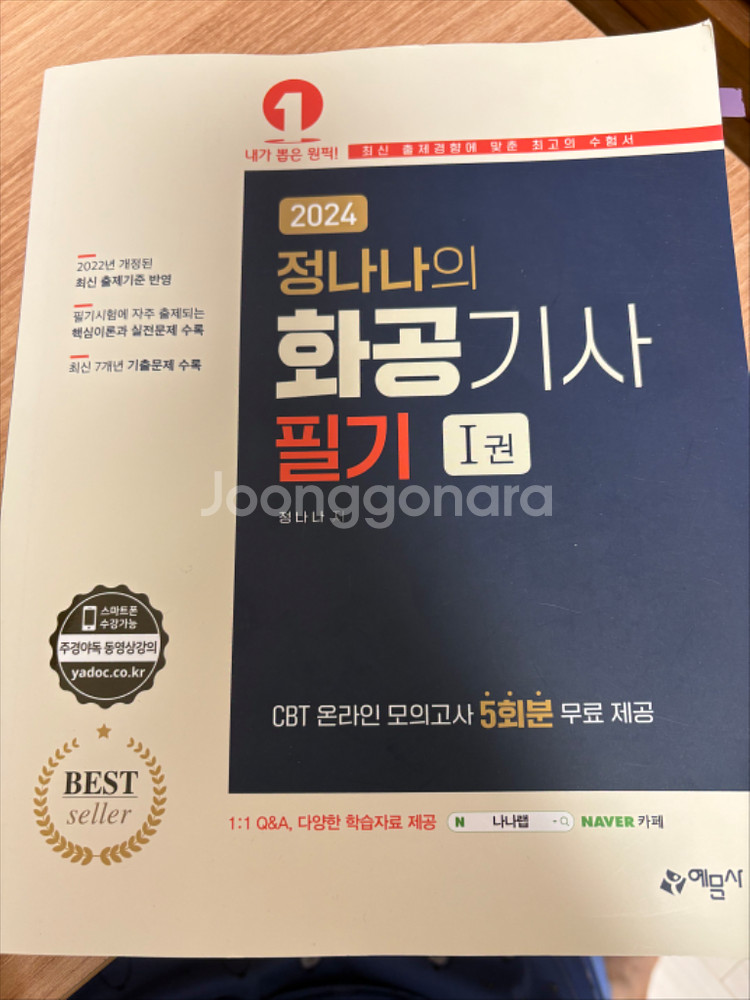 1
내가 뽑은 원픽!
최신 출제경향에 맞춘 최고의 수험서
2024
정나나의
화공기사
필기 I권
정나나 저
2022년 개정된
최신 출제기준 반영
필기시험에 자주 출제되는
핵심이론과 실전문제 수록
최신 7개년 기출문제 수록
Joonggonara
스마트폰
수강가능
주경야독 동영상강의
yadoc.co.kr
CBT 온라인 모의고사 5회분 무료 제공
BEST
seller
1:1 Q&A, 다양한 학습자료 제공 N 나나랩 NAVER 카페
예문사